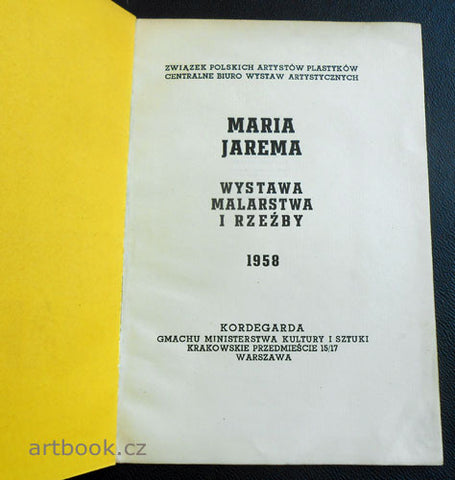 ZWIĄZEK POLSKICH ARTYSTÓW PLASTYKÓW
CENTRALNE BIURO WYSTAW ARTYSTYCZNYCH
MARIA
JAREMA
WYSTAWA
MALARSTWA
I RZEŹBY
1958
KORDEGARDA
GMACHU MINISTERSTWA KULTURY I SZTUKI
KRAKOWSKIE PRZEDMIEŚCIE 15/17
WARSZAWA
artbook.cz